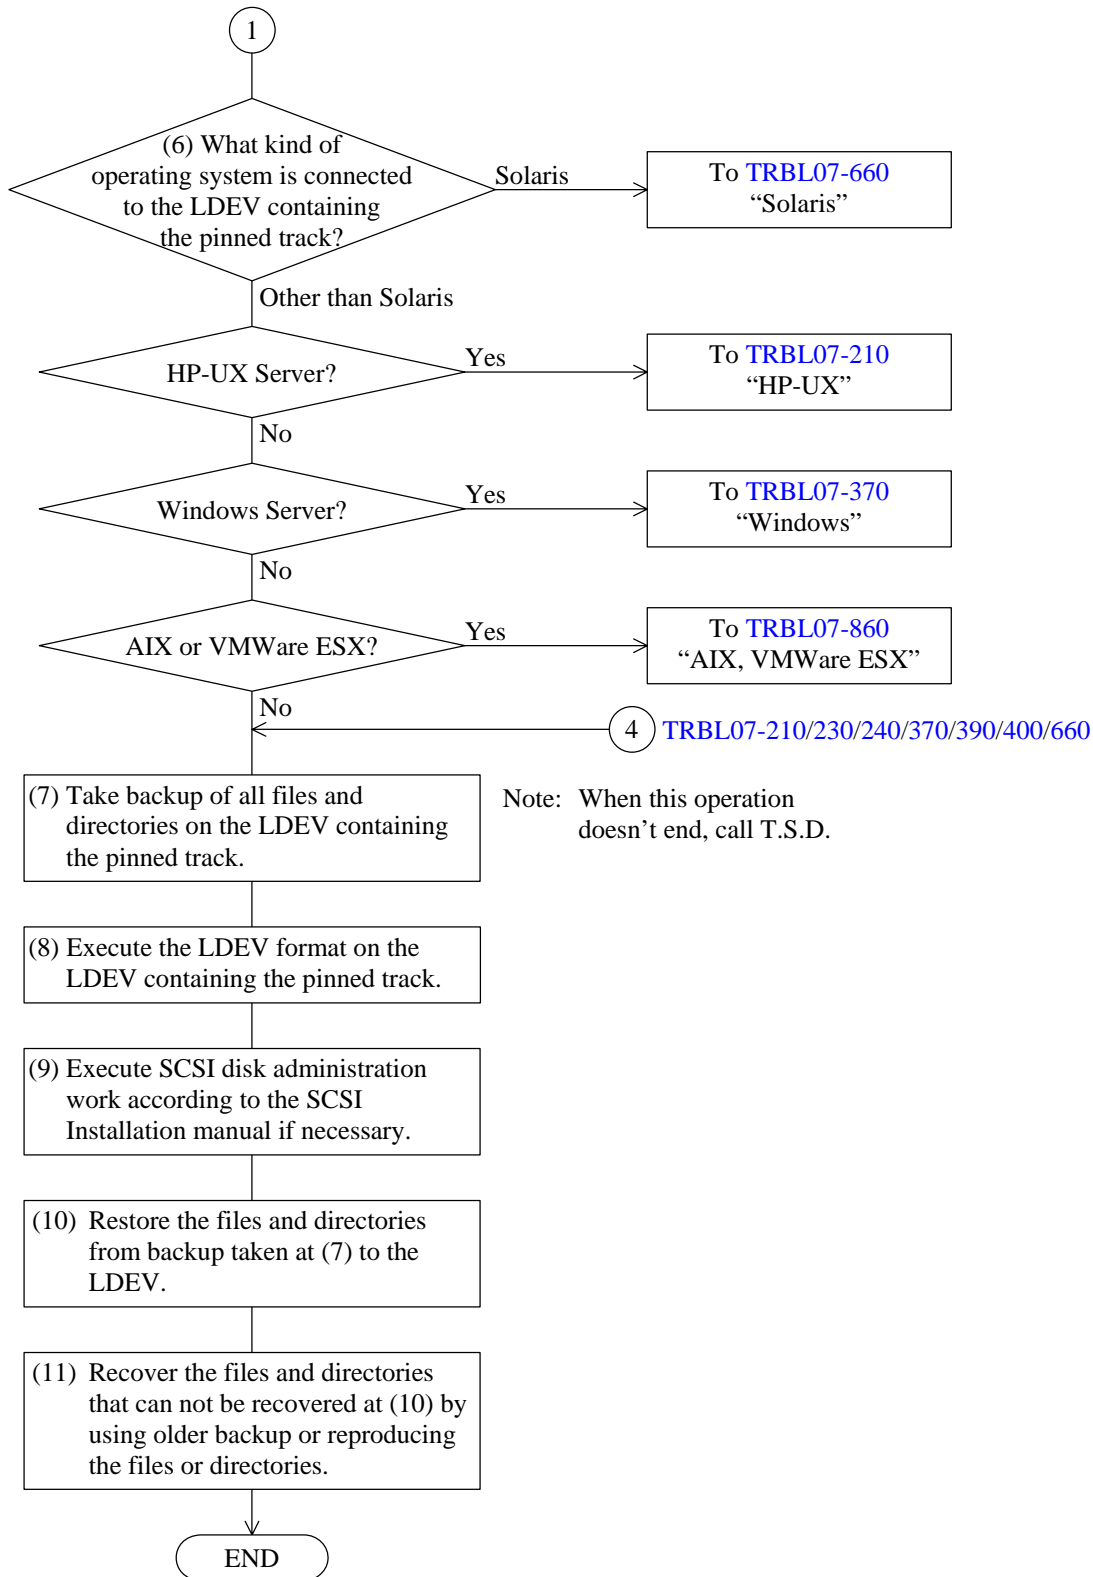 1
(6) What kind of
operating system is connected
to the LDEV containing
the pinned track?
Solaris
To TRBL07-660
“Solaris”
Other than Solaris
HP-UX Server?
Yes
To TRBL07-210
“HP-UX”
No
Windows Server?
Yes
To TRBL07-370
“Windows”
No
AIX or VMWare ESX?
Yes
To TRBL07-860
“AIX, VMWare ESX”
No
4 TRBL07-210/230/240/370/390/400/660
(7) Take backup of all files and
directories on the LDEV containing
the pinned track.
Note: When this operation
doesn’t end, call T.S.D.
(8) Execute the LDEV format on the
LDEV containing the pinned track.
(9) Execute SCSI disk administration
work according to the SCSI
Installation manual if necessary.
(10) Restore the files and directories
from backup taken at (7) to the
LDEV.
(11) Recover the files and directories
that can not be recovered at (10) by
using older backup or reproducing
the files or directories.
END